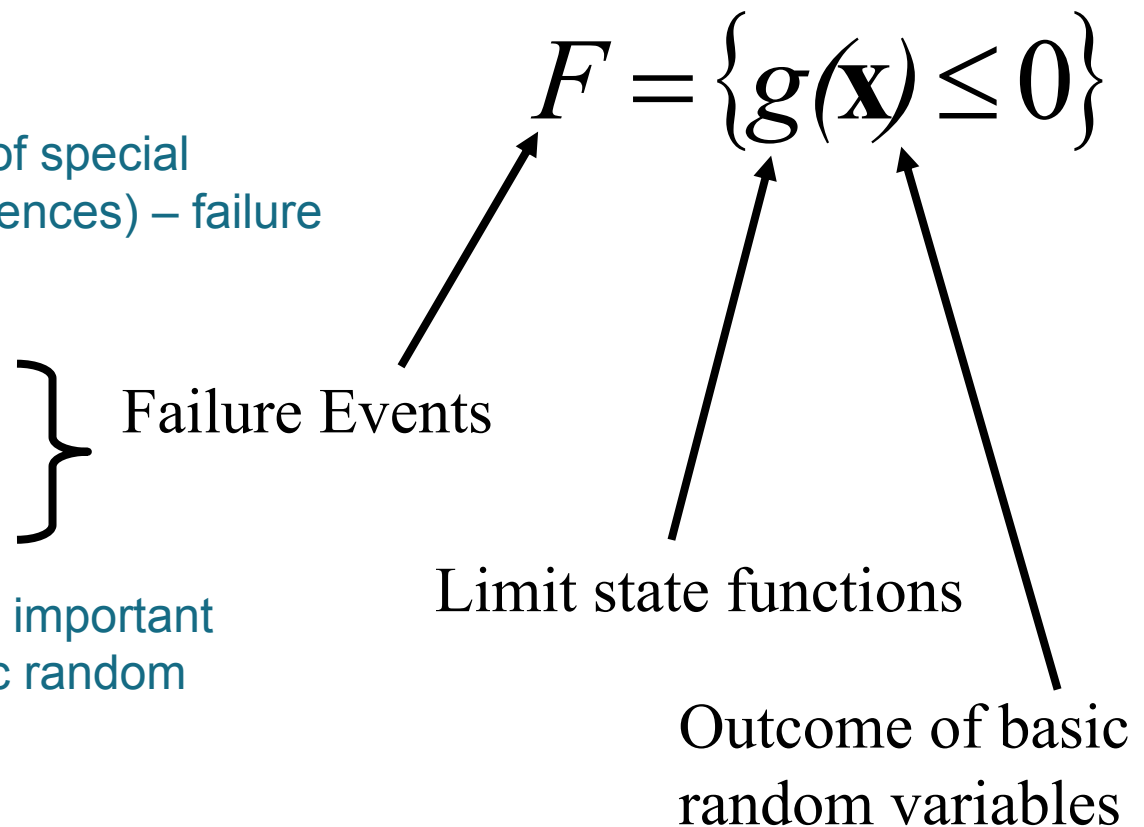 F = {g(x) ≤ 0}
of special
ences) – failure
Failure Events
Limit state functions
important
c random
Outcome of basic
random variables